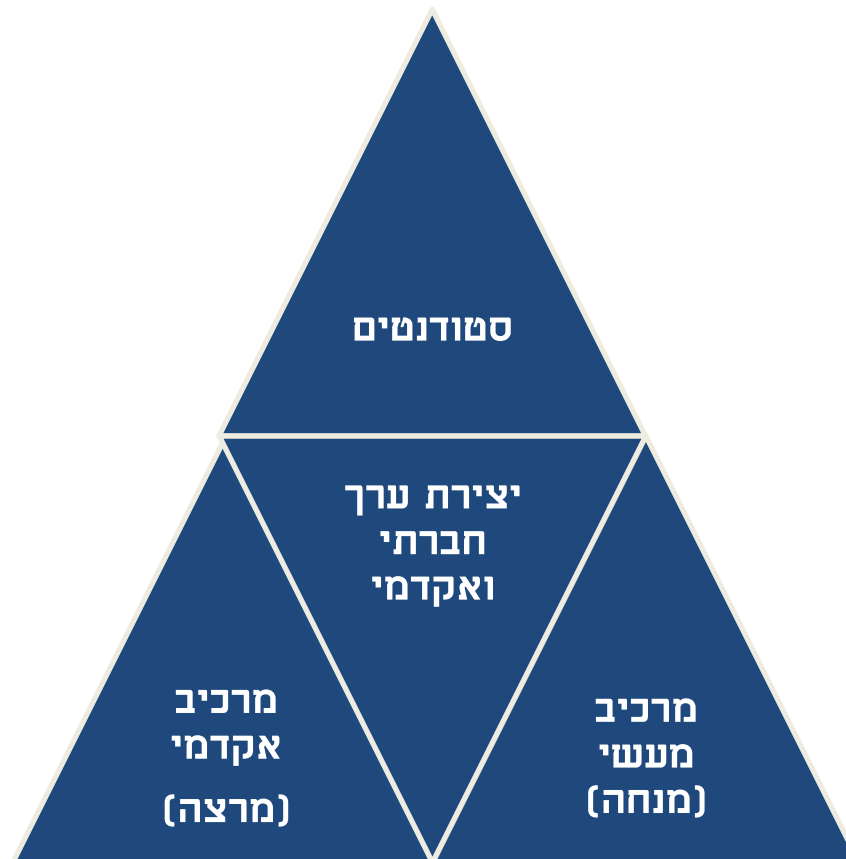 סטודנטים
יצירת ערך
חברתי
ואקדמי
מרכיב
מעשי
(מנחה)
מרכיב
אקדמי
(מרצה)